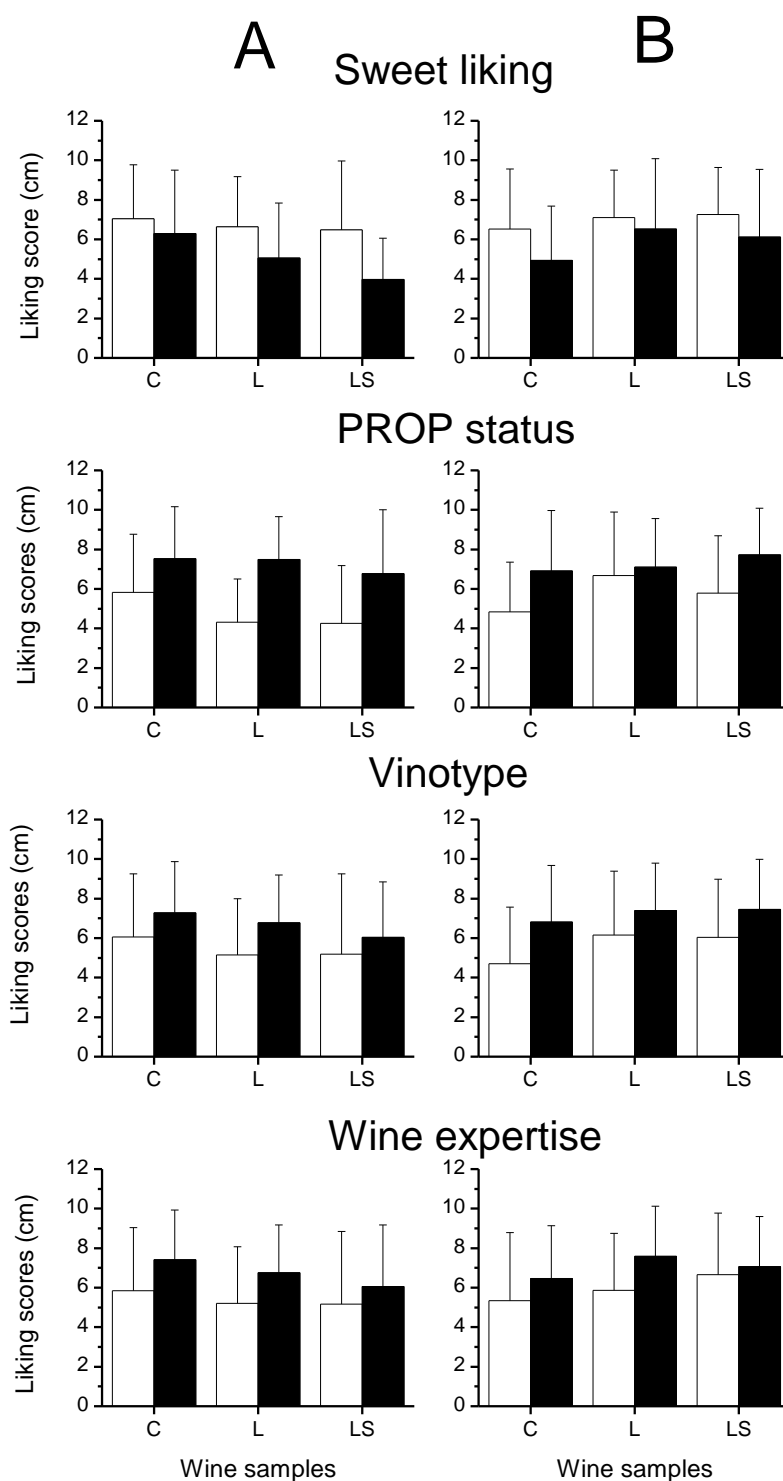 A B
Sweet liking
Liking score (cm)
12
10
8
6
4
2
0
C L LS
12
10
8
6
4
2
0
C L LS
PROP status
Liking scores (cm)
12
10
8
6
4
2
0
C L LS
12
10
8
6
4
2
0
C L LS
Vinotype
Liking scores (cm)
12
10
8
6
4
2
0
C L LS
12
10
8
6
4
2
0
C L LS
Wine expertise
Liking scores (cm)
12
10
8
6
4
2
0
C L LS
Wine samples
12
10
8
6
4
2
0
C L LS
Wine samples